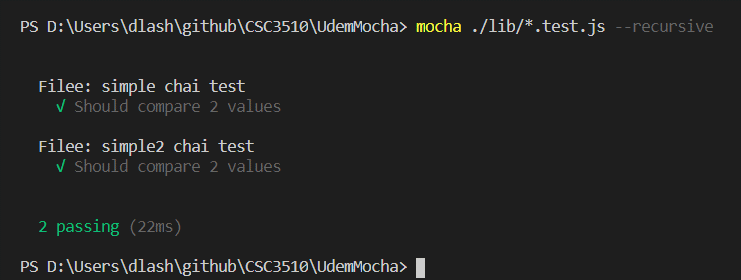 PS D:\Users\dlash\github\CSC3510\UdemMocha> mocha ./lib/*.test.js --recursive
Filee: simple chai test
√ Should compare 2 values
Filee: simple2 chai test
√ Should compare 2 values
2 passing (22ms)
PS D:\Users\dlash\github\CSC3510\UdemMocha>